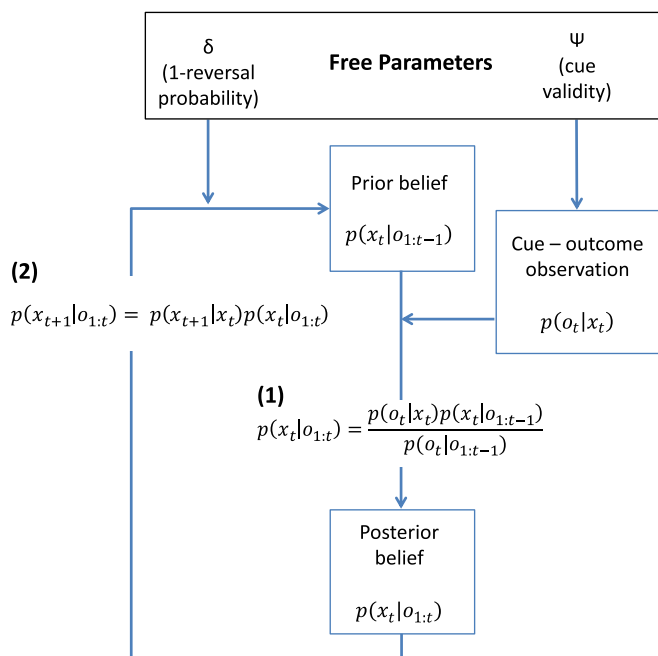 δ
(1-reversal
probability)
Free Parameters
Ψ
(cue
validity)
Prior belief
p(x_t|o_{1:t−1})
Cue – outcome
observation
p(o_t|x_t)
(2)
p(x_{t+1}|o_{1:t}) = p(x_{t+1}|x_t)p(x_t|o_{1:t})
(1)
p(x_t|o_{1:t}) = \frac{p(o_t|x_t)p(x_t|o_{1:t−1})}{p(o_t|o_{1:t−1})}
Posterior
belief
p(x_t|o_{1:t})